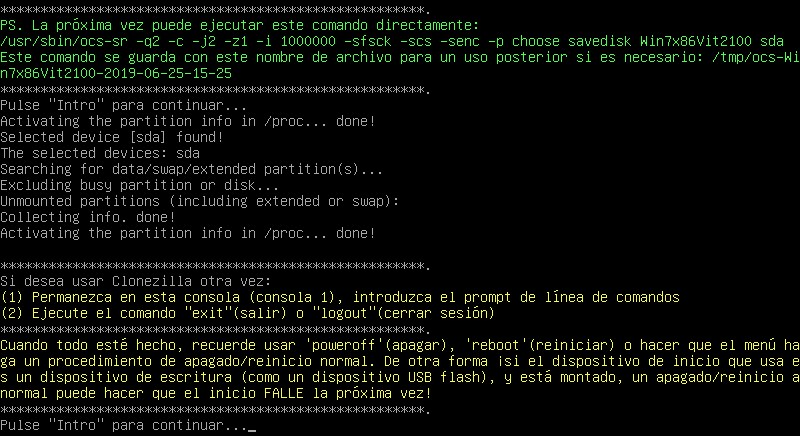 *****************************************************.
PS. La próxima vez puede ejecutar este comando directamente:
/usr/sbin/ocs-sr -q2 -c -j2 -z1 -i 1000000 -sfsck -scs -senc -p choose savedisk Win7x86Vit2100 sda
Este comando se guarda con este nombre de archivo para un uso posterior si es necesario: /tmp/ocs-Wi
n7x86Vit2100-2019-06-25-15-25
*****************************************************.
Pulse "Intro" para continuar...
Activating the partition info in /proc... done!
Selected device [sda] found!
The selected devices: sda
Searching for data/swap/extended partition(s)...
Excluding busy partition or disk...
Unmounted partitions (including extended or swap):
Collecting info. done!
Activating the partition info in /proc... done!
*****************************************************.
Si desea usar Clonezilla otra vez:
(1) Permanezca en esta consola (consola 1), introduzca el prompt de línea de comandos
(2) Ejecute el comando "exit"(salir) o "logout"(cerrar sesión)
*****************************************************.
Cuando todo esté hecho, recuerde usar 'poweroff'(apagar), 'reboot'(reiniciar) o hacer que el menú ha
ga un procedimiento de apagado/reinicio normal. De otra forma ¡si el dispositivo de inicio que usa e
s un dispositivo de escritura (como un dispositivo USB flash), y está montado, un apagado/reinicio a
normal puede hacer que el inicio FALLE la próxima vez!
*****************************************************.
Pulse "Intro" para continuar..._